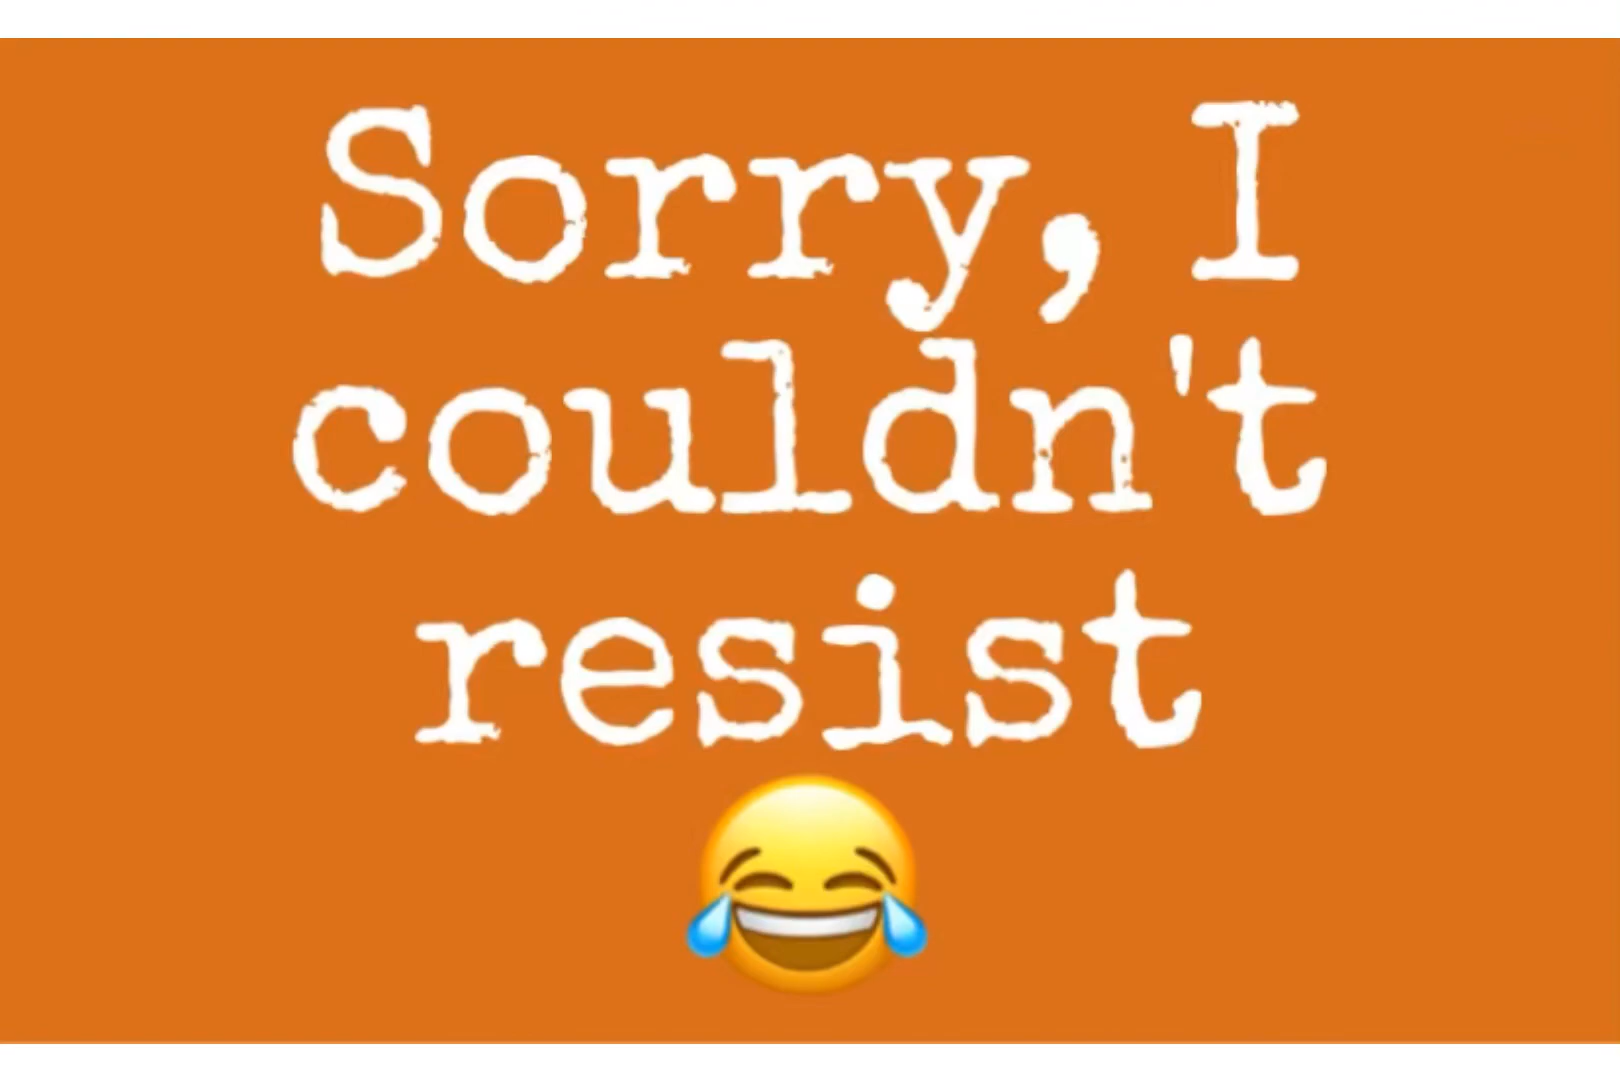 Sorry, I
couldn't
resist
😂